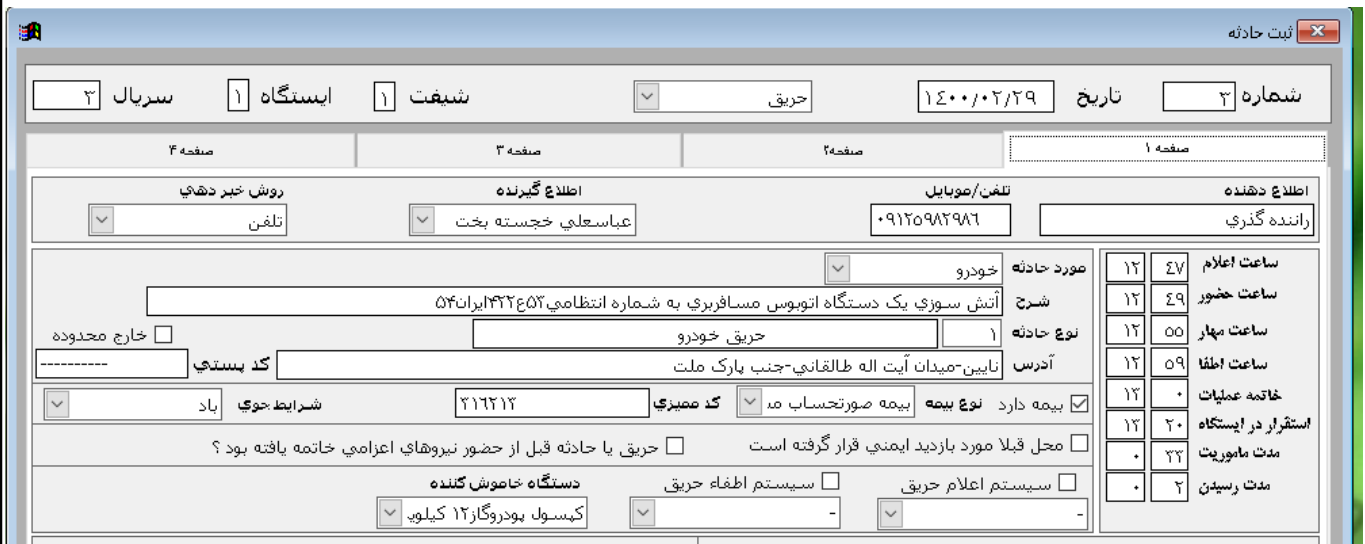 ثبت حادثه
شماره ۳ تاریخ ۱٤۰۰/۰۲/۲۹ حریق شیفت ۱ ایستگاه ۱ سریال ۳
صفحه ۱ صفحه۲ صفحه ۳ صفحه ۴
اطلاع دهنده تلفن/موبایل اطلاع گیرنده روش خبر دهي
راننده گذري ۰۹۱۲٥۹۸۲۹۸٦ عباسعلي خجسته بخت تلفن
ساعت اعلام ٤۷ ۱۲
ساعت حضور ٤۹ ۱۲
ساعت مهار ٥٥ ۱۲
ساعت اطفا ٥۹ ۱۲
خاتمه عملیات ۰ ۱۳
استقرار در ایستگاه ۲۰ ۱۳
مدت ماموریت ۳۳ ۰
مدت رسیدن ۲ ۰
مورد حادثه خودرو
شرح آتش سوزي یک دستگاه اتوبوس مسافربري به شماره انتظامي۵۳ع۴۲۲ایران۵۴
نوع حادثه ۱ حریق خودرو خارج محدوده
آدرس نایین-میدان آیت اله طالقاني-جنب پارک ملت کد پستي ----------
بیمه دارد نوع بیمه بیمه صورتحساب مـ کد ممیزي ۳۱٦۲۱۳ شرایط جوي باد
محل قبلا مورد بازدید ایمني قرار گرفته است حریق یا حادثه قبل از حضور نیروهاي اعزامي خاتمه یافته بود ؟
سیستم اعلام حریق سیستم اطفاء حریق دستگاه خاموش کننده
- - کپسول پودروگاز۱۲ کیلویـ